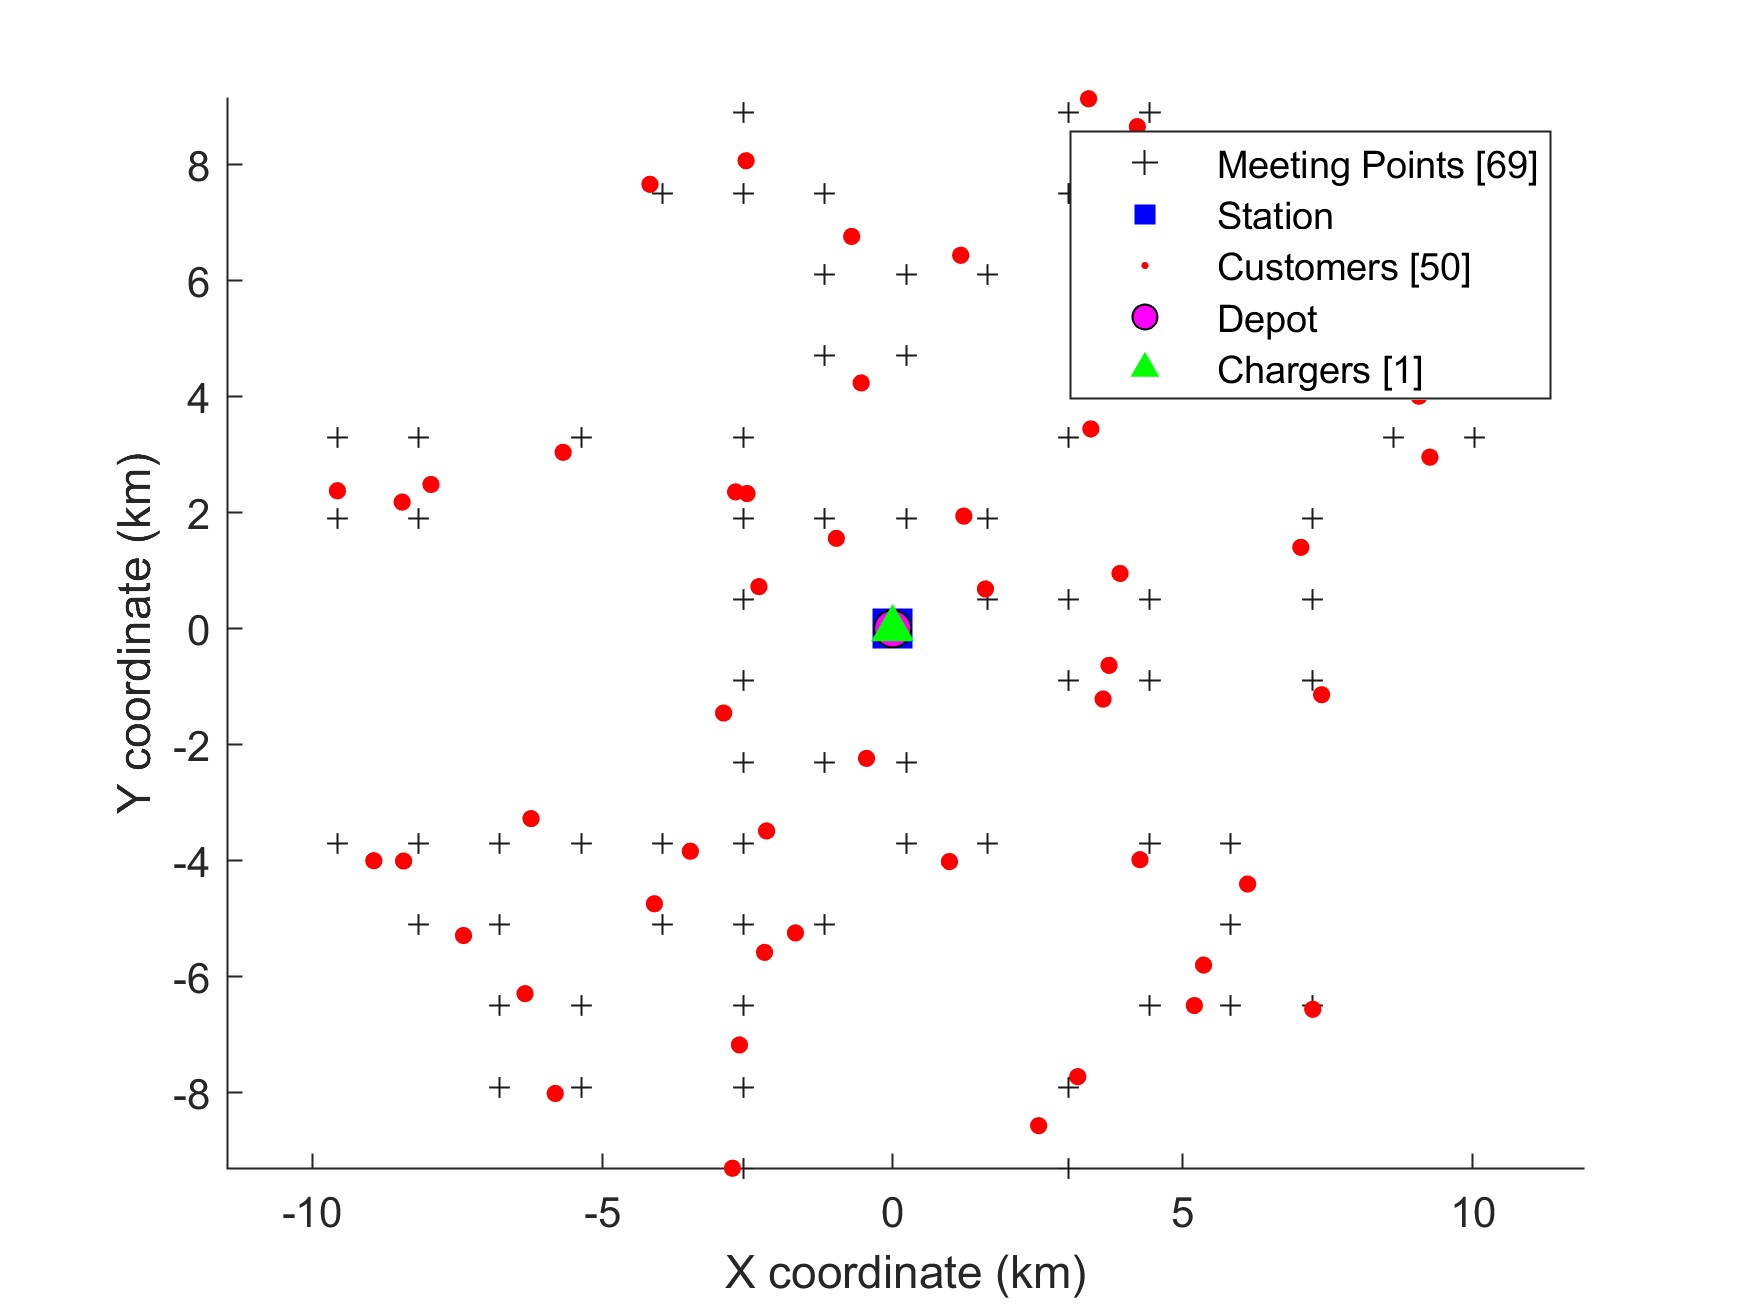 8
6
4
2
0
-2
-4
-6
-8
Y coordinate (km)
Meeting Points [69]
Station
Customers [50]
Depot
Chargers [1]
-10
-5
0
5
10
X coordinate (km)